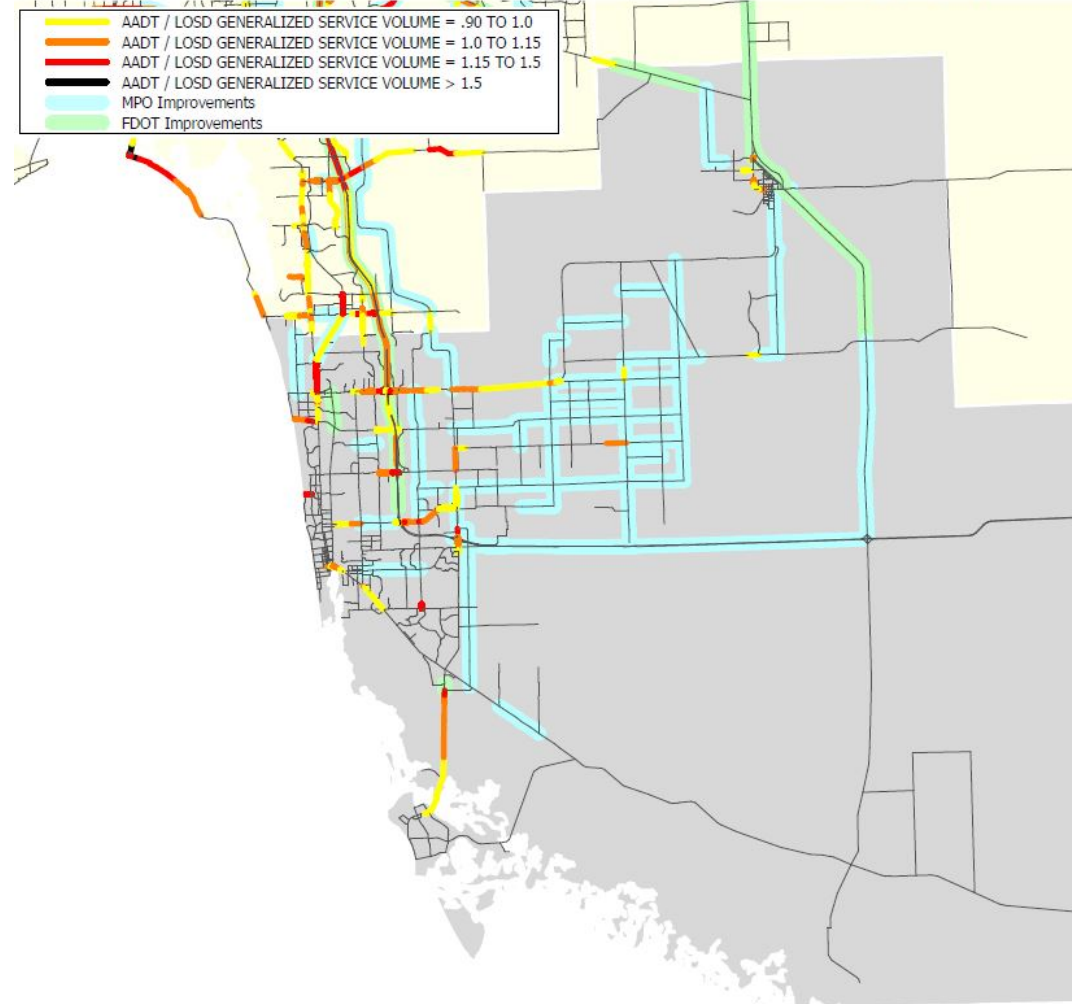 AADT / LOSD GENERALIZED SERVICE VOLUME = .90 TO 1.0
AADT / LOSD GENERALIZED SERVICE VOLUME = 1.0 TO 1.15
AADT / LOSD GENERALIZED SERVICE VOLUME = 1.15 TO 1.5
AADT / LOSD GENERALIZED SERVICE VOLUME > 1.5
MPO Improvements
FDOT Improvements